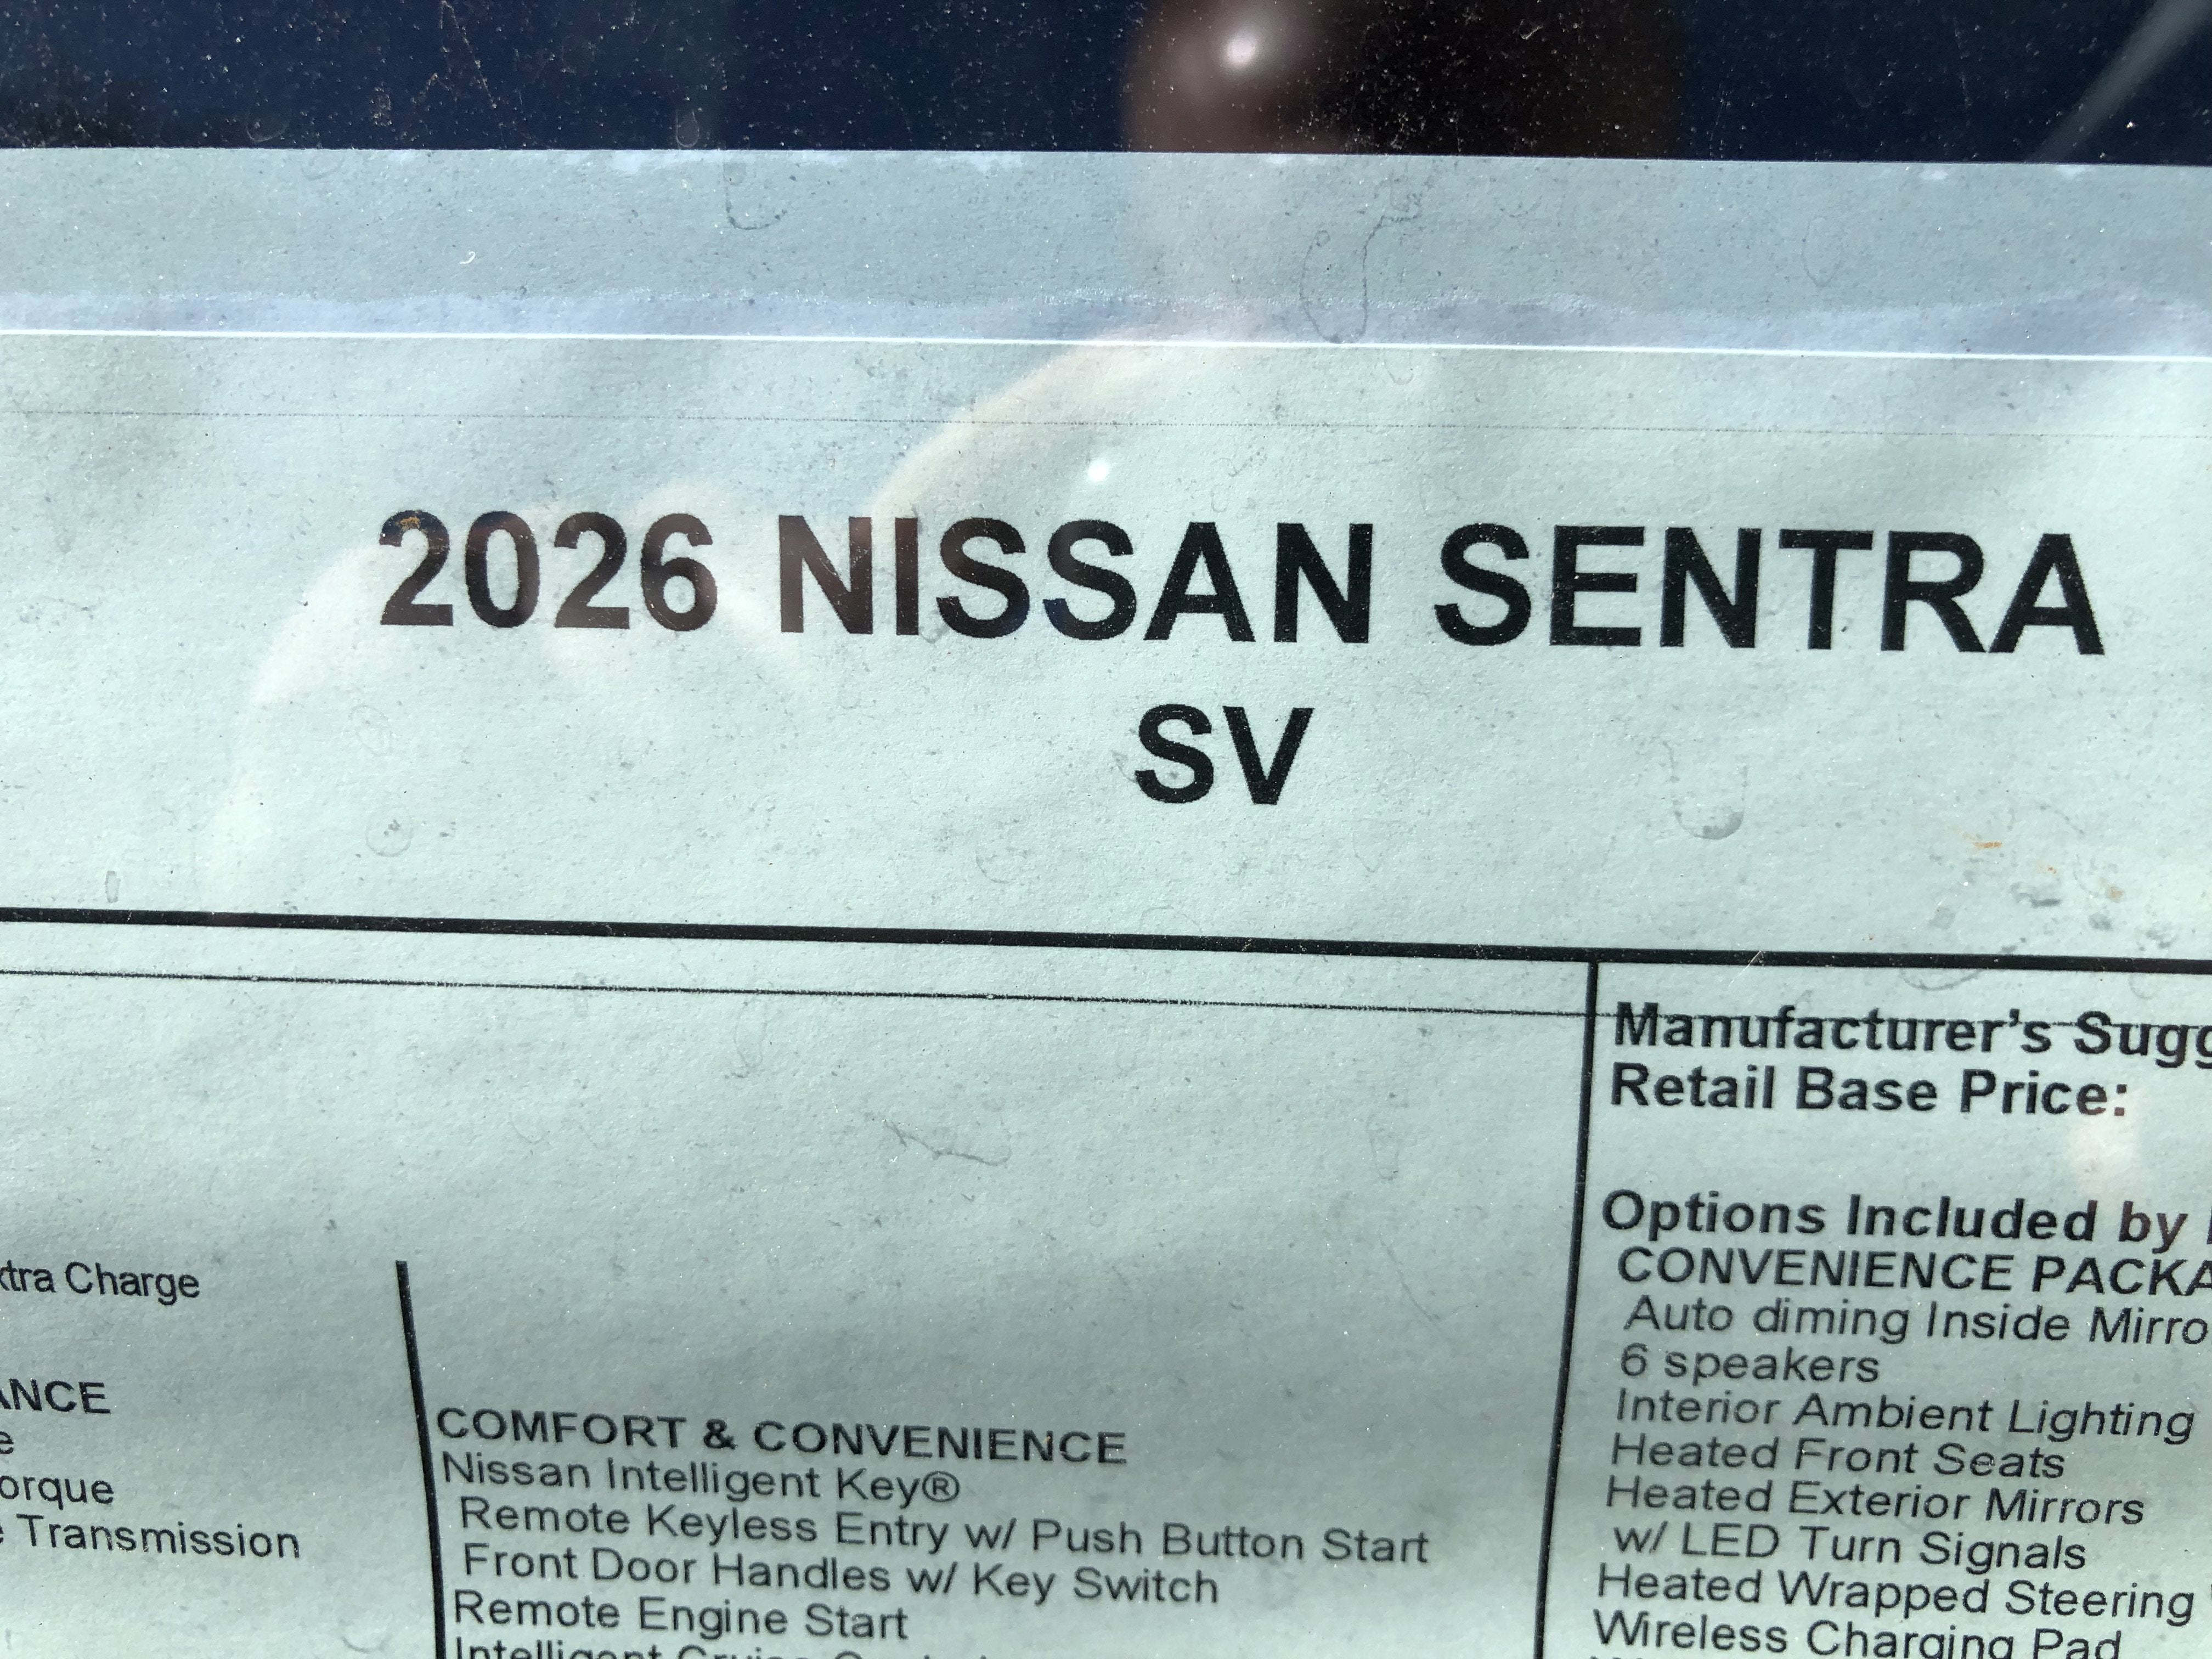 2026 NISSAN SENTRA
SV
Manufacturer's Sugg
Retail Base Price:
Options Included by
CONVENIENCE PACKA
Auto diming Inside Mirro
6 speakers
Interior Ambient Lighting
Heated Front Seats
Heated Exterior Mirrors
w/ LED Turn Signals
Heated Wrapped Steering
Wireless Charging Pad
xtra Charge
ANCE
e
orque
e Transmission
COMFORT & CONVENIENCE
Nissan Intelligent Key®
Remote Keyless Entry w/ Push Button Start
Front Door Handles w/ Key Switch
Remote Engine Start
Intelligent Cruise Control